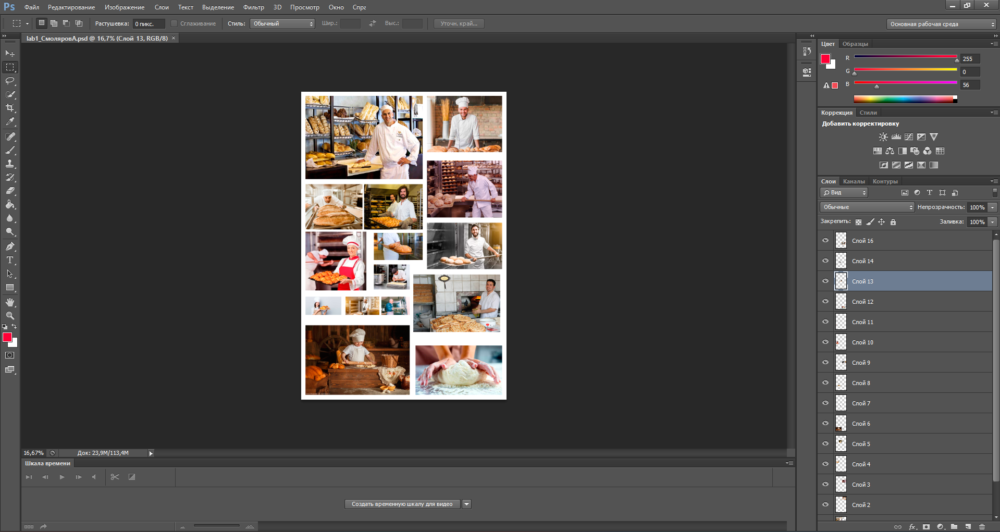 Ps Файл Редактирование Изображение Слои Текст Выделение Фильтр 3D Просмотр Окно Спра
Растушевка: 0 пикс. Сглаживание Стиль: Обычный Шир.: Выс.: Уточн. край... Основная рабочая среда
lab1_СмоляровА.psd @ 16,7% (Слой 13, RGB/8) ×
Цвет Образцы
R 255
G 0
B 56
Коррекция Стили
Добавить корректировку
Слои Каналы Контуры
Вид
Обычные Непрозрачность: 100%
Закрепить: Заливка: 100%
Слой 16
Слой 14
Слой 13
Слой 12
Слой 11
Слой 10
Слой 9
Слой 8
Слой 7
Слой 6
Слой 5
Слой 4
Слой 3
Слой 2
16,67% Док: 23,9M/113,4M
Шкала времени
Создать временную шкалу для видео
fx